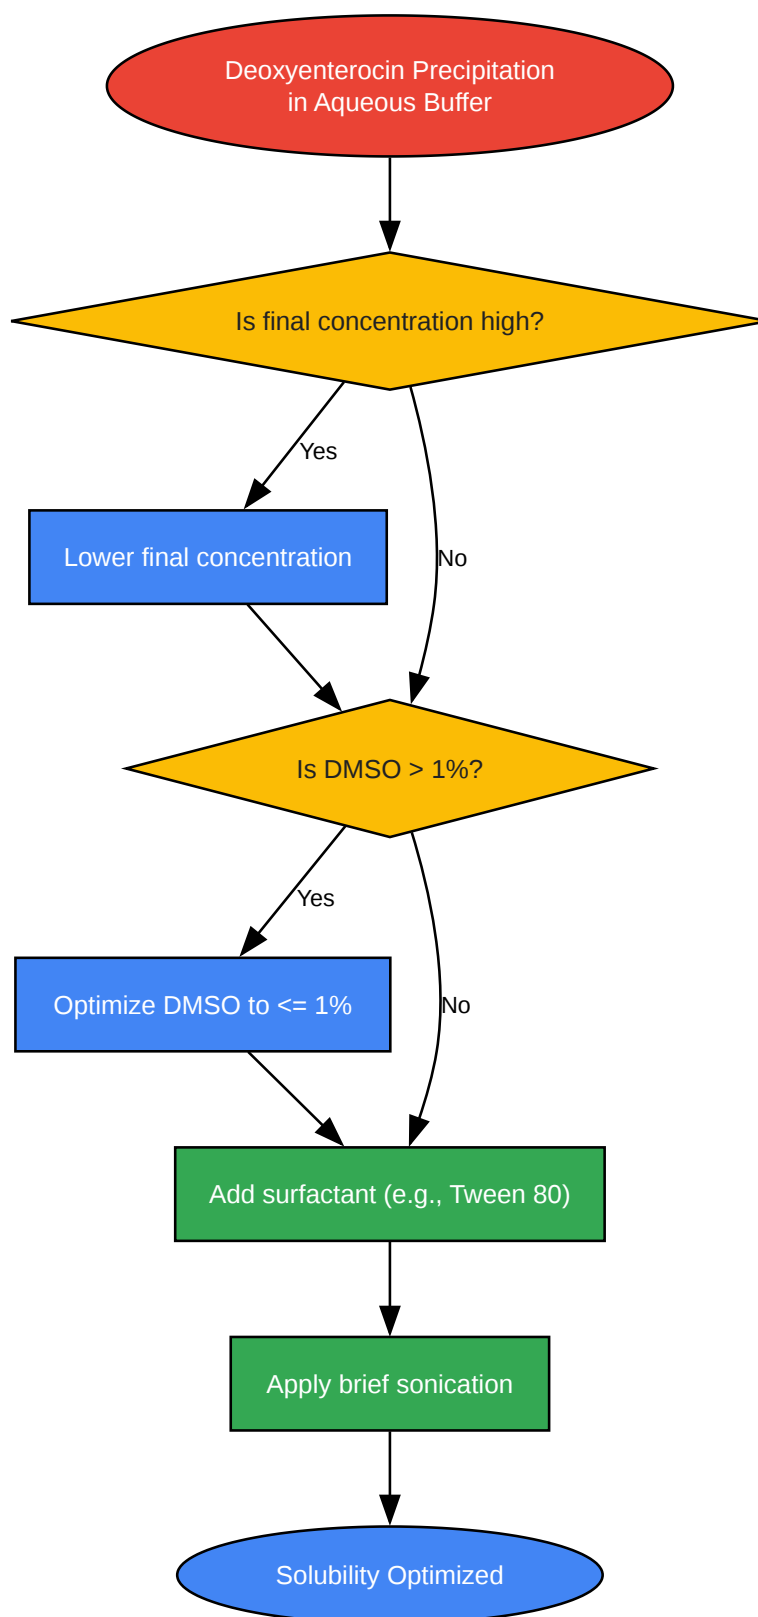 Deoxyenterocin Precipitation
in Aqueous Buffer
Is final concentration high?
Yes
Lower final concentration
No
Is DMSO > 1%?
Yes
Optimize DMSO to <= 1%
No
Add surfactant (e.g., Tween 80)
Apply brief sonication
Solubility Optimized